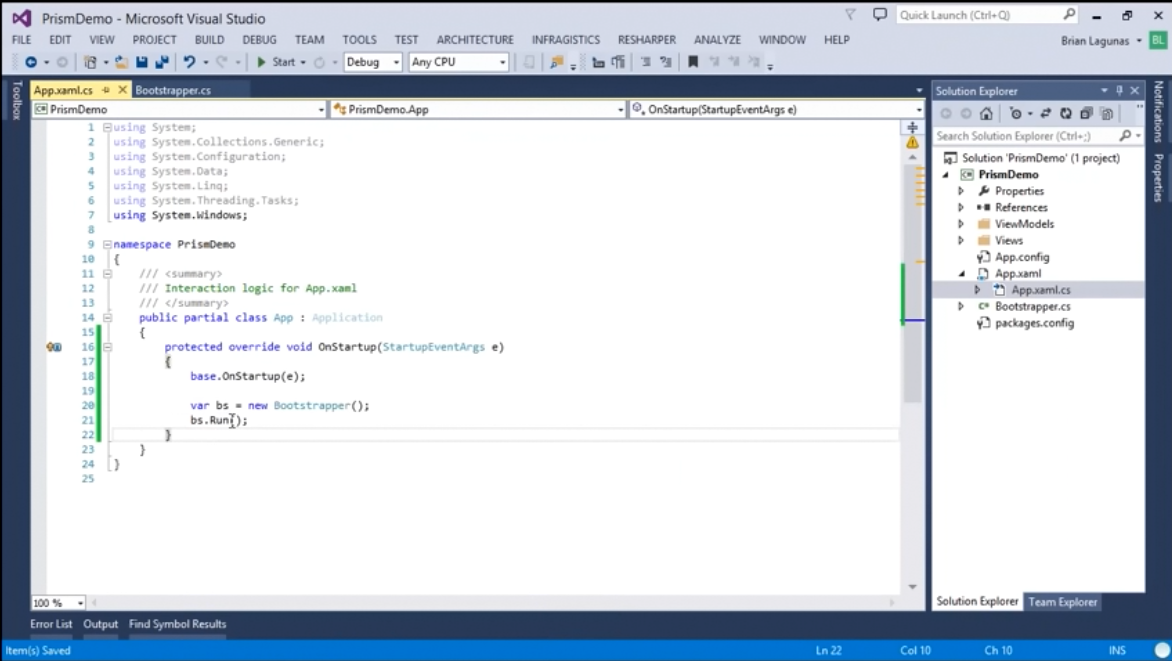 PrismDemo - Microsoft Visual Studio
Quick Launch (Ctrl+Q)
FILE EDIT VIEW PROJECT BUILD DEBUG TEAM TOOLS TEST ARCHITECTURE INFRAGISTICS RESHARPER ANALYZE WINDOW HELP
Brian Lagunas BL
Start Debug Any CPU
Toolbox
App.xaml.cs Bootstrapper.cs
PrismDemo PrismDemo.App OnStartup(StartupEventArgs e)
1 using System;
2 using System.Collections.Generic;
3 using System.Configuration;
4 using System.Data;
5 using System.Linq;
6 using System.Threading.Tasks;
7 using System.Windows;
8
9 namespace PrismDemo
10 {
11 /// <summary>
12 /// Interaction logic for App.xaml
13 /// </summary>
14 public partial class App : Application
15 {
16 protected override void OnStartup(StartupEventArgs e)
17 {
18 base.OnStartup(e);
19
20 var bs = new Bootstrapper();
21 bs.Run();
22 }
23 }
24 }
25
100 %
Solution Explorer
Search Solution Explorer (Ctrl+;)
Solution 'PrismDemo' (1 project)
C# PrismDemo
Properties
References
ViewModels
Views
App.config
App.xaml
App.xaml.cs
C# Bootstrapper.cs
packages.config
Solution Explorer Team Explorer
Notifications
Properties
Error List Output Find Symbol Results
Item(s) Saved Ln 22 Col 10 Ch 10 INS